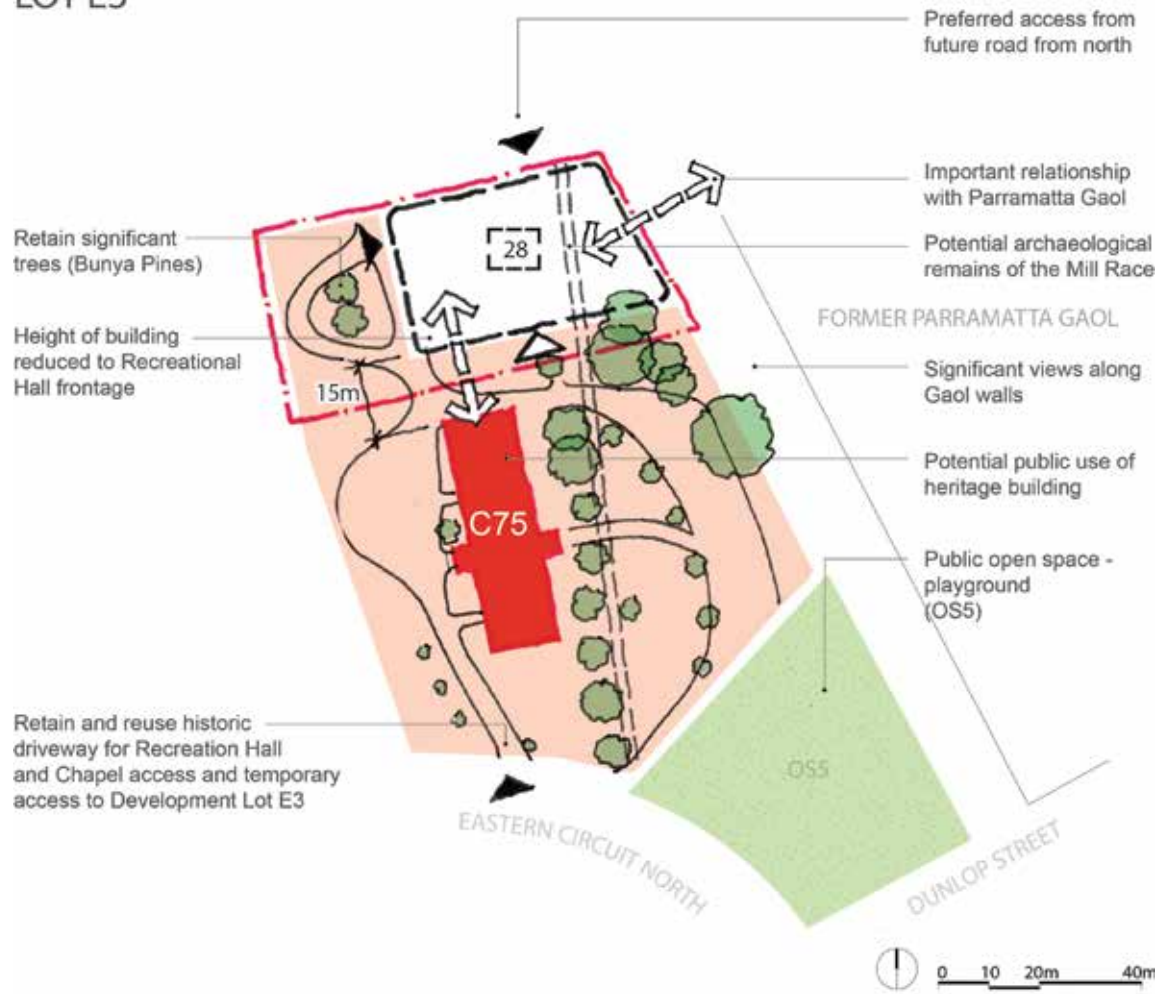 Preferred access from
future road from north
Important relationship
with Parramatta Gaol
Potential archaeological
remains of the Mill Race
FORMER PARRAMATTA GAOL
Significant views along
Gaol walls
Potential public use of
heritage building
Public open space -
playground
(OS5)
Retain significant
trees (Bunya Pines)
Height of building
reduced to Recreational
Hall frontage
Retain and reuse historic
driveway for Recreation Hall
and Chapel access and temporary
access to Development Lot E3
28
15m
C75
OS5
EASTERN CIRCUIT NORTH
DUNLOP STREET
0 10 20m 40m